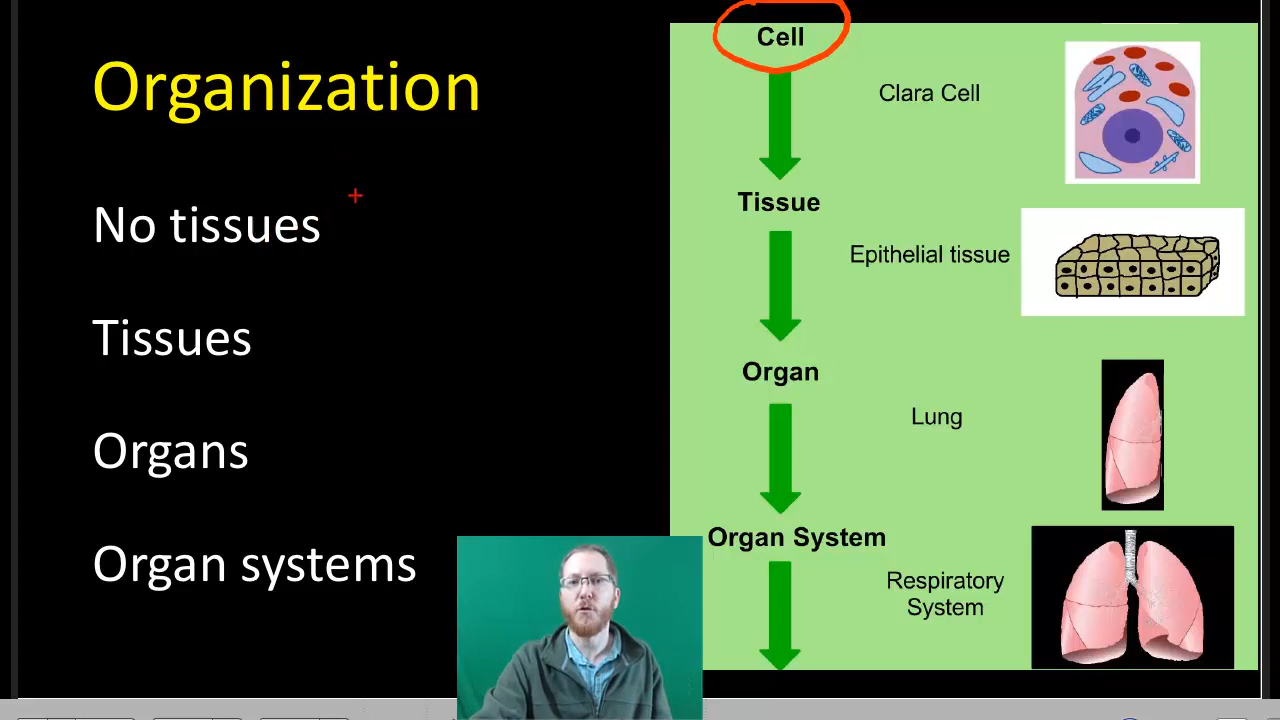 Organization
No tissues
Tissues
Organs
Organ systems
Cell
Clara Cell
Tissue
Epithelial tissue
Organ
Lung
Organ System
Respiratory
System